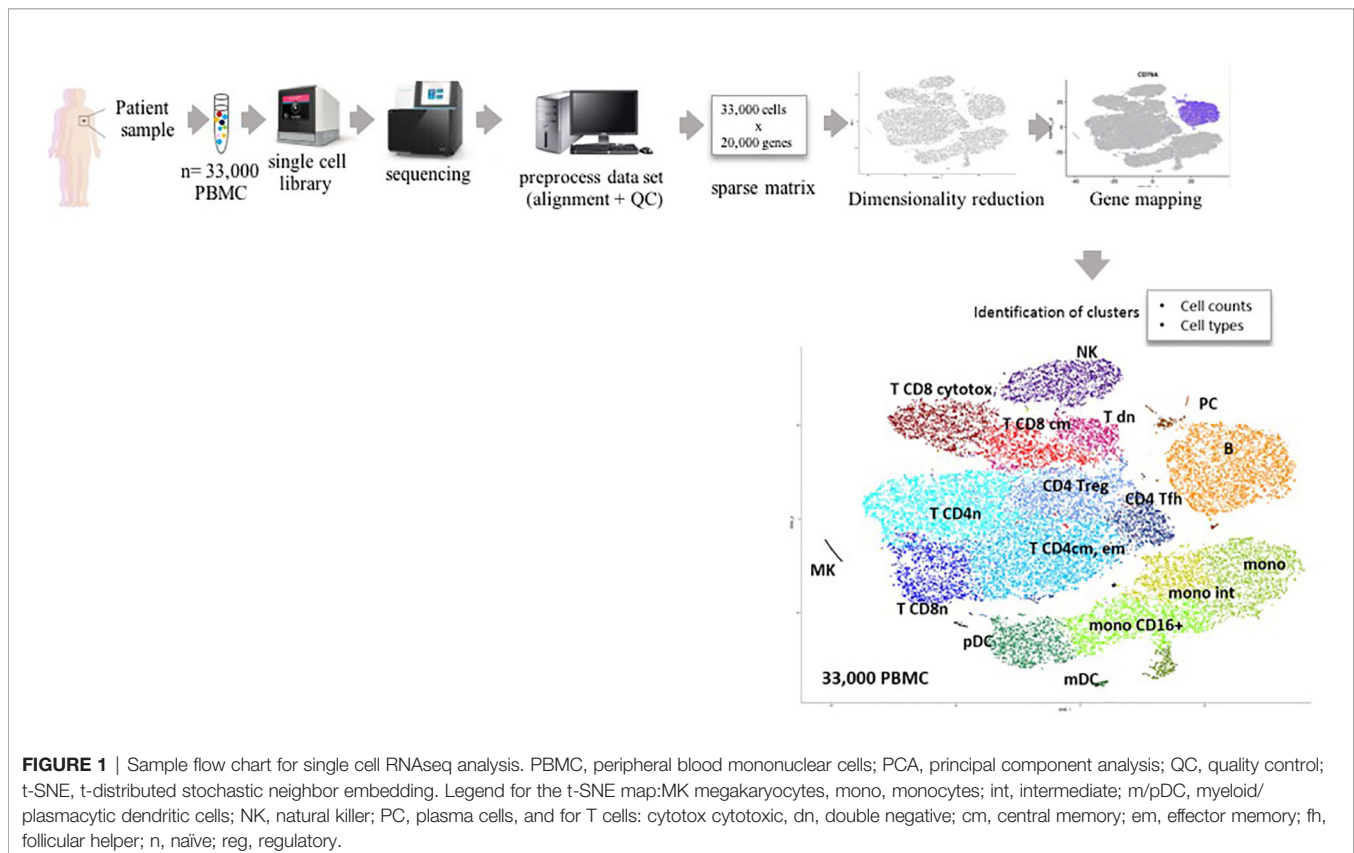 Patient
sample
n= 33,000
PBMC
single cell
library
sequencing
preprocess data set
(alignment + QC)
33,000 cells
x
20,000 genes
sparse matrix
Dimensionality reduction
CD79A
25
0
-25
-40
0
25
Gene mapping
Identification of clusters
• Cell counts
• Cell types
NK
T CD8 cytotox
T CD8 cm
T dn
PC
B
CD4 Treg
CD4 Tfh
T CD4n
T CD4cm, em
MK
T CD8n
mono
mono int
mono CD16+
pDC
mDC
33,000 PBMC
FIGURE 1 | Sample flow chart for single cell RNAseq analysis. PBMC, peripheral blood mononuclear cells; PCA, principal component analysis; QC, quality control;
t-SNE, t-distributed stochastic neighbor embedding. Legend for the t-SNE map:MK megakaryocytes, mono, monocytes; int, intermediate; m/pDC, myeloid/
plasmacytic dendritic cells; NK, natural killer; PC, plasma cells, and for T cells: cytotox cytotoxic, dn, double negative; cm, central memory; em, effector memory; fh,
follicular helper; n, naïve; reg, regulatory.